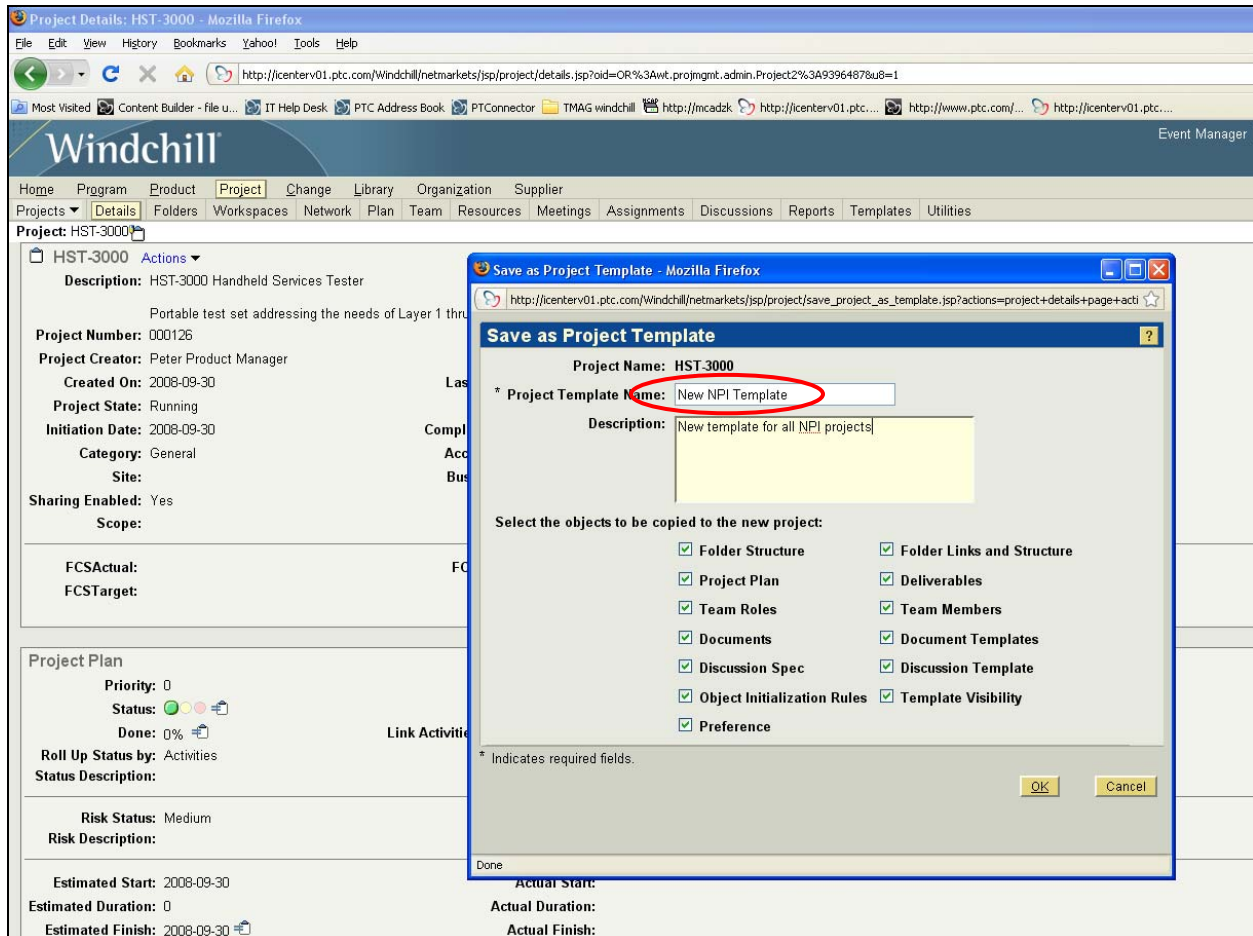 Project Details: HST-3000 - Mozilla Firefox
File Edit View History Bookmarks Yahoo! Tools Help
http://icenterv01.ptc.com/Windchill/netmarkets/jsp/project/details.jsp?oid=OR%3Awt.projmgmt.admin.Project2%3A9396487&u8=1
Most Visited Content Builder - file u... IT Help Desk PTC Address Book PTConnector TMAG windchill http://mcadzk http://icenterv01.ptc.... http://www.ptc.com/... http://icenterv01.ptc....
Windchill
Event Manager
Home Program Product Project Change Library Organization Supplier
Projects Details Folders Workspaces Network Plan Team Resources Meetings Assignments Discussions Reports Templates Utilities
Project: HST-3000
HST-3000 Actions
Description: HST-3000 Handheld Services Tester
Portable test set addressing the needs of Layer 1 thru
Project Number: 000126
Project Creator: Peter Product Manager
Created On: 2008-09-30 Las
Project State: Running
Initiation Date: 2008-09-30 Compl
Category: General Acc
Site: Bus
Sharing Enabled: Yes
Scope:
FCSActual: FC
FCSTarget:
Project Plan
Priority: 0
Status:
Done: 0% Link Activitie
Roll Up Status by: Activities
Status Description:
Risk Status: Medium
Risk Description:
Estimated Start: 2008-09-30 Actual Start:
Estimated Duration: 0 Actual Duration:
Estimated Finish: 2008-09-30 Actual Finish:
Save as Project Template - Mozilla Firefox
http://icenterv01.ptc.com/Windchill/netmarkets/jsp/project/save_project_as_template.jsp?actions=project+details+page+acti
Save as Project Template ?
Project Name: HST-3000
* Project Template Name: New NPI Template
Description: New template for all NPI projects
Select the objects to be copied to the new project:
Folder Structure Folder Links and Structure
Project Plan Deliverables
Team Roles Team Members
Documents Document Templates
Discussion Spec Discussion Template
Object Initialization Rules Template Visibility
Preference
* Indicates required fields.
OK Cancel
Done